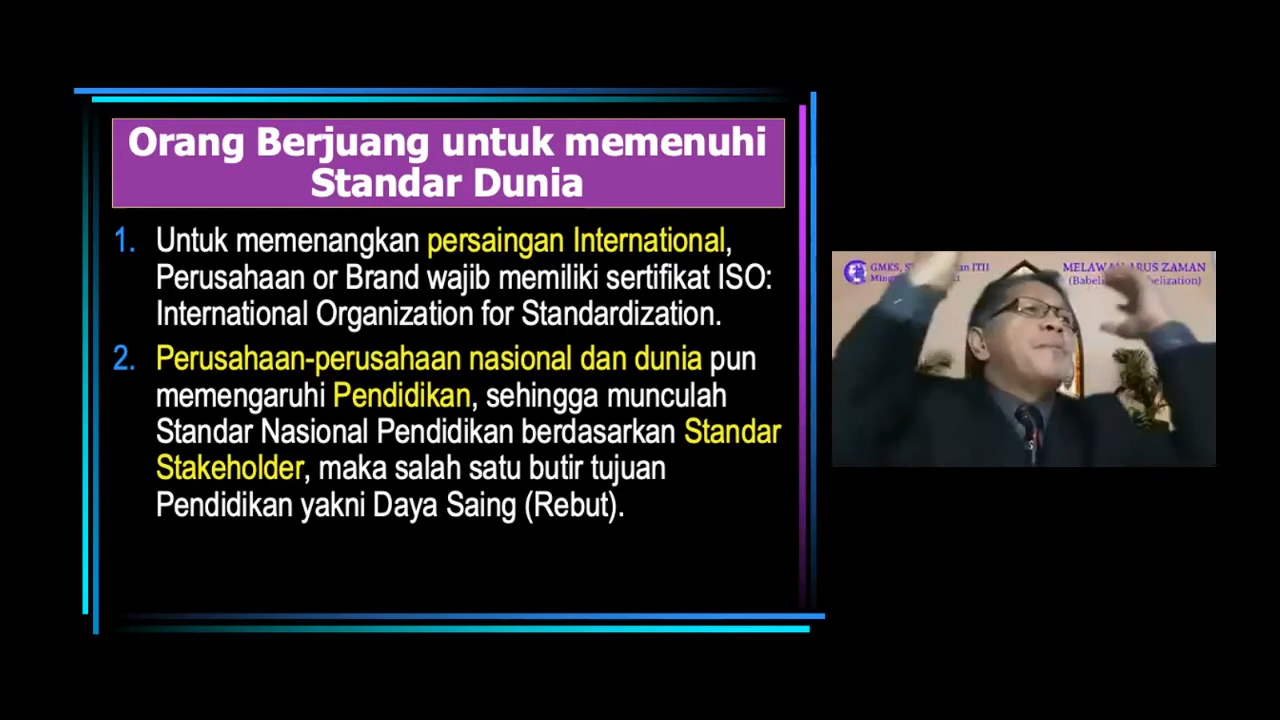 Orang Berjuang untuk memenuhi
Standar Dunia
1. Untuk memenangkan persaingan International,
Perusahaan or Brand wajib memiliki sertifikat ISO:
International Organization for Standardization.
2. Perusahaan-perusahaan nasional dan dunia pun
memengaruhi Pendidikan, sehingga munculah
Standar Nasional Pendidikan berdasarkan Standar
Stakeholder, maka salah satu butir tujuan
Pendidikan yakni Daya Saing (Rebut).
GMKS,
ITII
ZAMAN